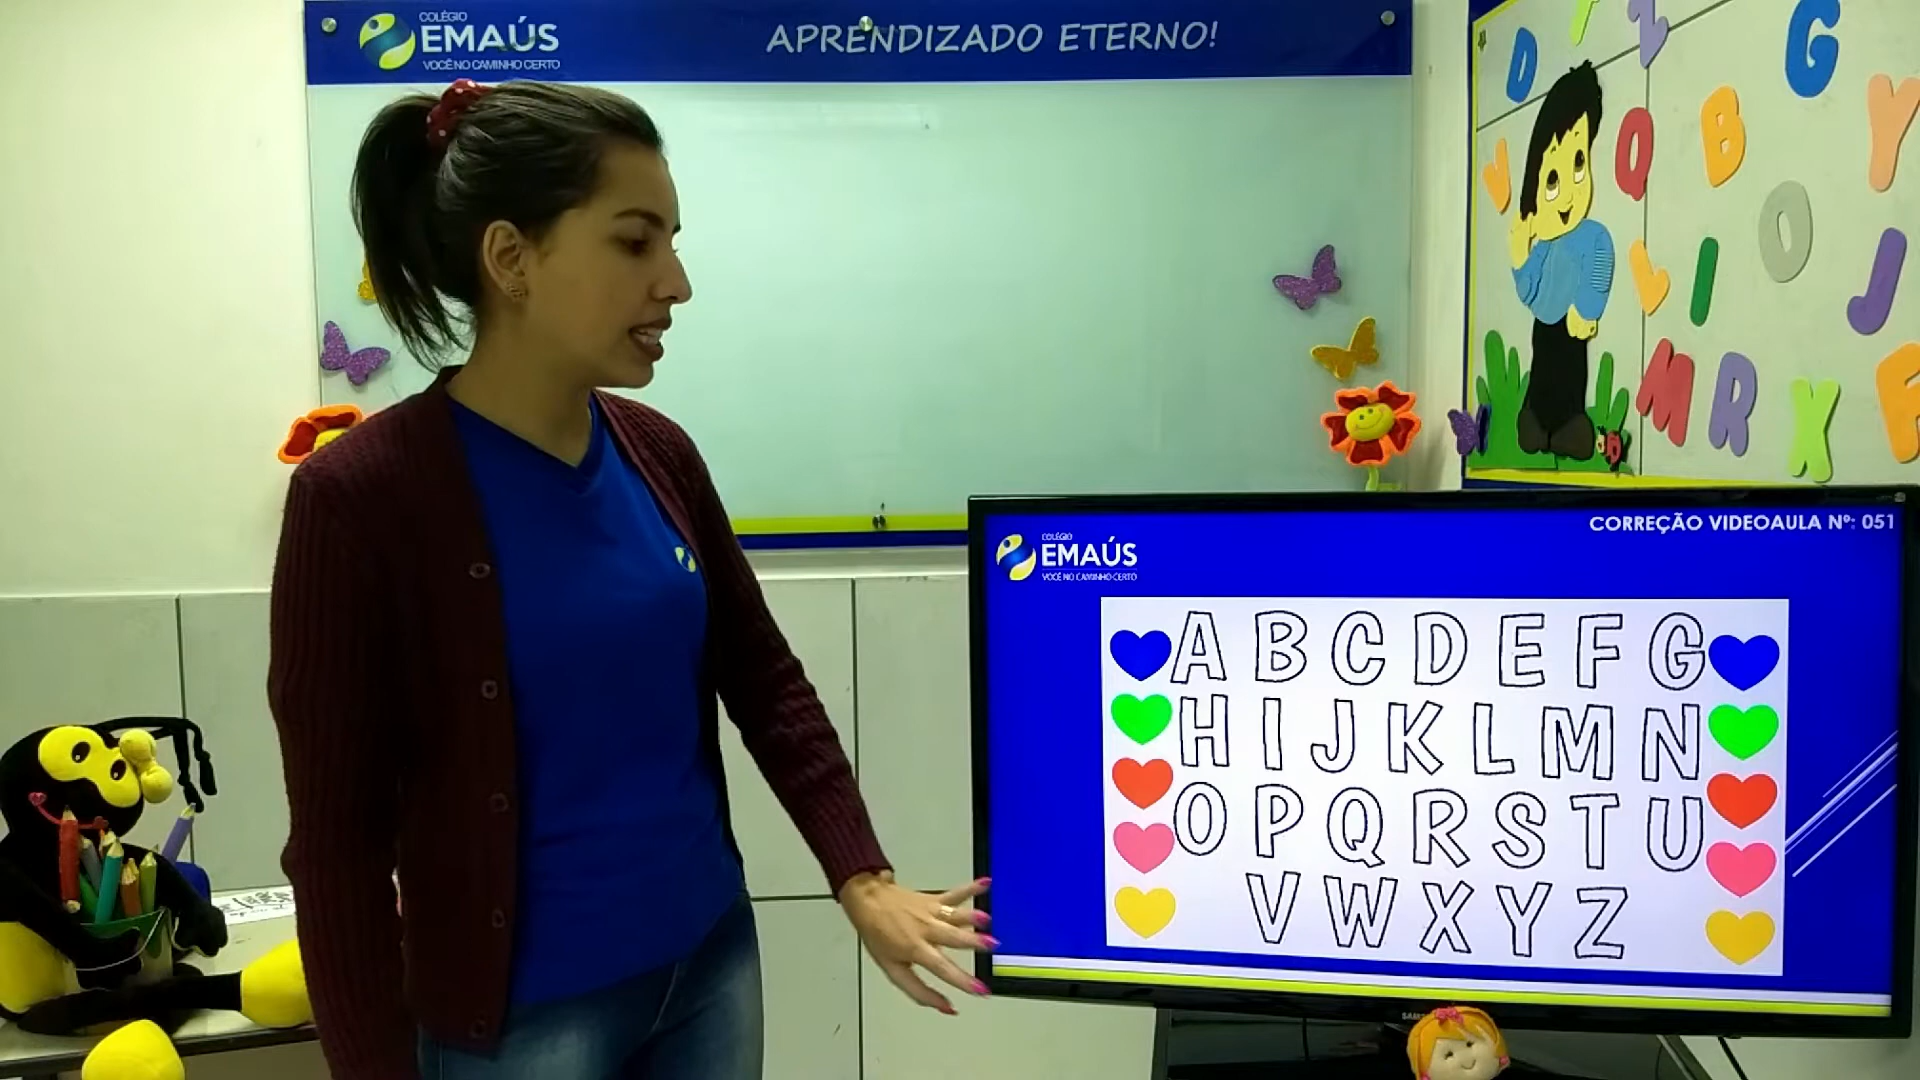 COLÉGIO
EMAÚS
VOCÊ NO CAMINHO CERTO
APRENDIZADO ETERNO!
D
G
V
Q
B
Y
O
I
J
M
R
X
F
CORREÇÃO VIDEOAULA Nº: 051
COLÉGIO
EMAÚS
VOCÊ NO CAMINHO CERTO
A B C D E F G
H I J K L M N
O P Q R S T U
V W X Y Z